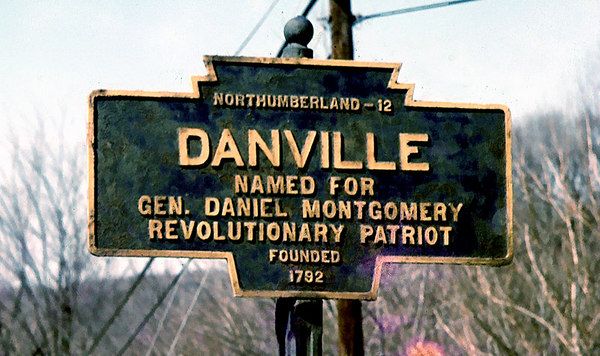 NORTHUMBERLAND-12
DANVILLE
NAMED FOR
GEN. DANIEL MONTGOMERY
REVOLUTIONARY PATRIOT
FOUNDED
1792